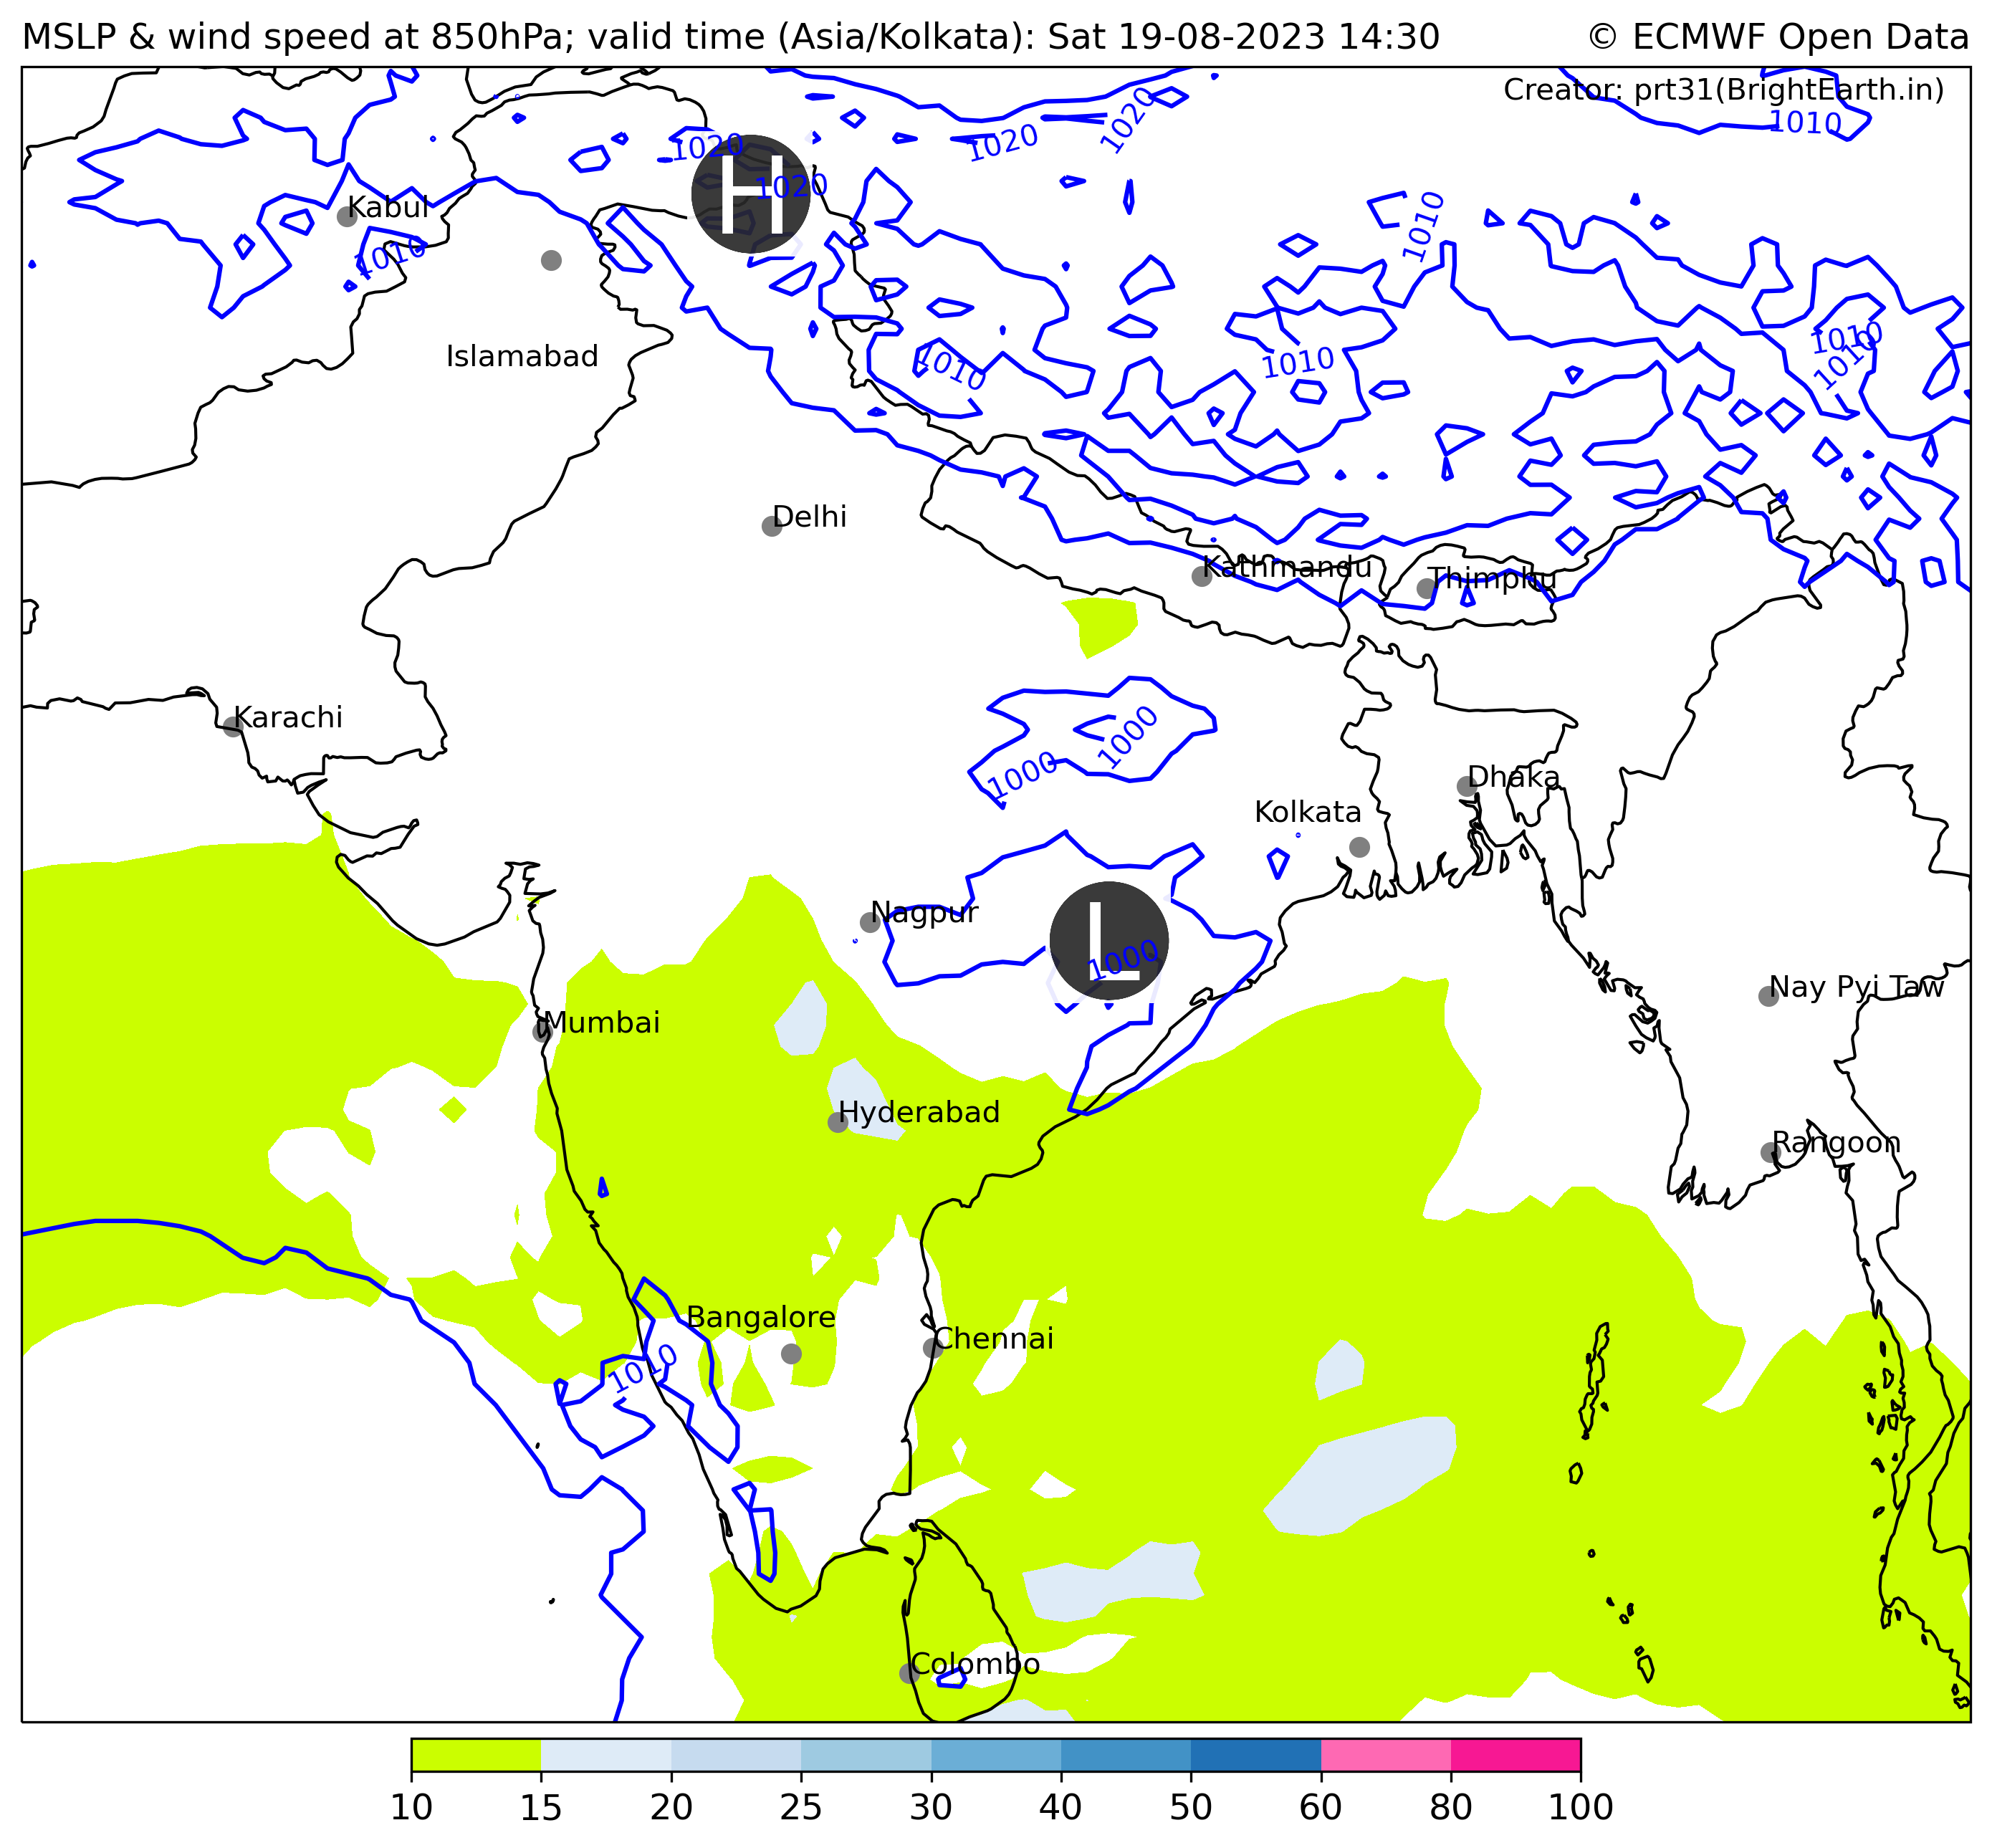 MSLP & wind speed at 850hPa; valid time (Asia/Kolkata): Sat 19-08-2023 14:30
© ECMWF Open Data
Creator: prt31(BrightEarth.in)
1020
1010
1020
1020
H
1020
Kabul
1010
1010
Islamabad
1010
1010
1010
1010
Delhi
Kathmandu
Thimphu
Karachi
1000
1000
Dhaka
Kolkata
Nagpur
L
1000
Nay Pyi Taw
Mumbai
Hyderabad
Rangoon
Bangalore
Chennai
1010
Colombo
10 15 20 25 30 40 50 60 80 100